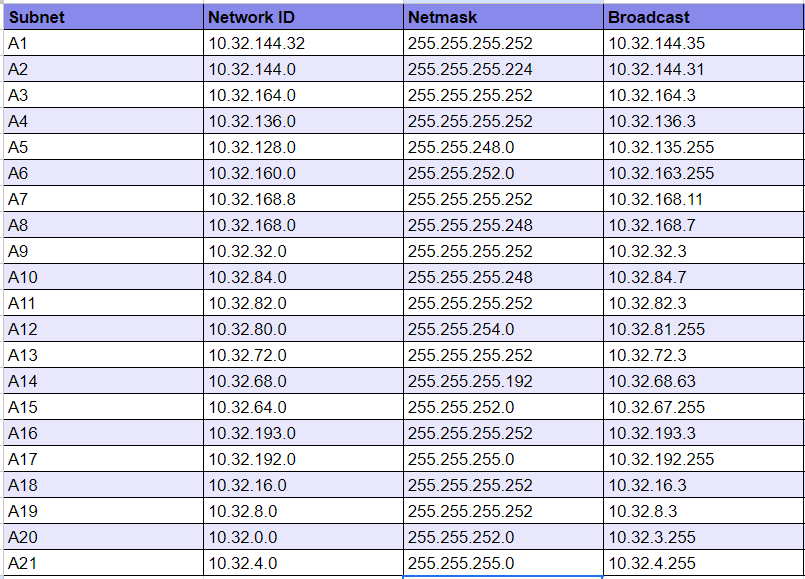 Subnet Network ID Netmask Broadcast
A1 10.32.144.32 255.255.255.252 10.32.144.35
A2 10.32.144.0 255.255.255.224 10.32.144.31
A3 10.32.164.0 255.255.255.252 10.32.164.3
A4 10.32.136.0 255.255.255.252 10.32.136.3
A5 10.32.128.0 255.255.248.0 10.32.135.255
A6 10.32.160.0 255.255.252.0 10.32.163.255
A7 10.32.168.8 255.255.255.252 10.32.168.11
A8 10.32.168.0 255.255.255.248 10.32.168.7
A9 10.32.32.0 255.255.255.252 10.32.32.3
A10 10.32.84.0 255.255.255.248 10.32.84.7
A11 10.32.82.0 255.255.255.252 10.32.82.3
A12 10.32.80.0 255.255.254.0 10.32.81.255
A13 10.32.72.0 255.255.255.252 10.32.72.3
A14 10.32.68.0 255.255.255.192 10.32.68.63
A15 10.32.64.0 255.255.252.0 10.32.67.255
A16 10.32.193.0 255.255.255.252 10.32.193.3
A17 10.32.192.0 255.255.255.0 10.32.192.255
A18 10.32.16.0 255.255.255.252 10.32.16.3
A19 10.32.8.0 255.255.255.252 10.32.8.3
A20 10.32.0.0 255.255.252.0 10.32.3.255
A21 10.32.4.0 255.255.255.0 10.32.4.255